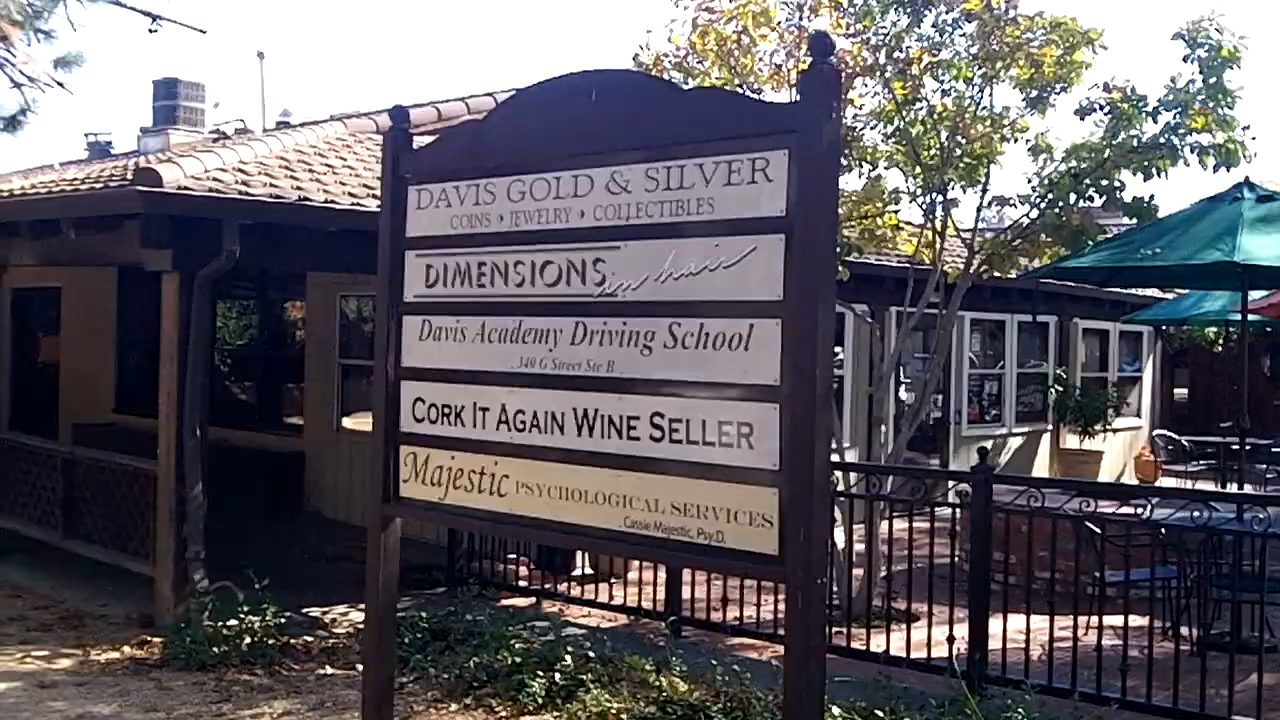 DAVIS GOLD & SILVER
COINS • JEWELRY • COLLECTIBLES
DIMENSIONS in hair
Davis Academy Driving School
340 G Street Ste B
CORK IT AGAIN WINE SELLER
Majestic PSYCHOLOGICAL SERVICES
Cassie Majestic, Psy.D.